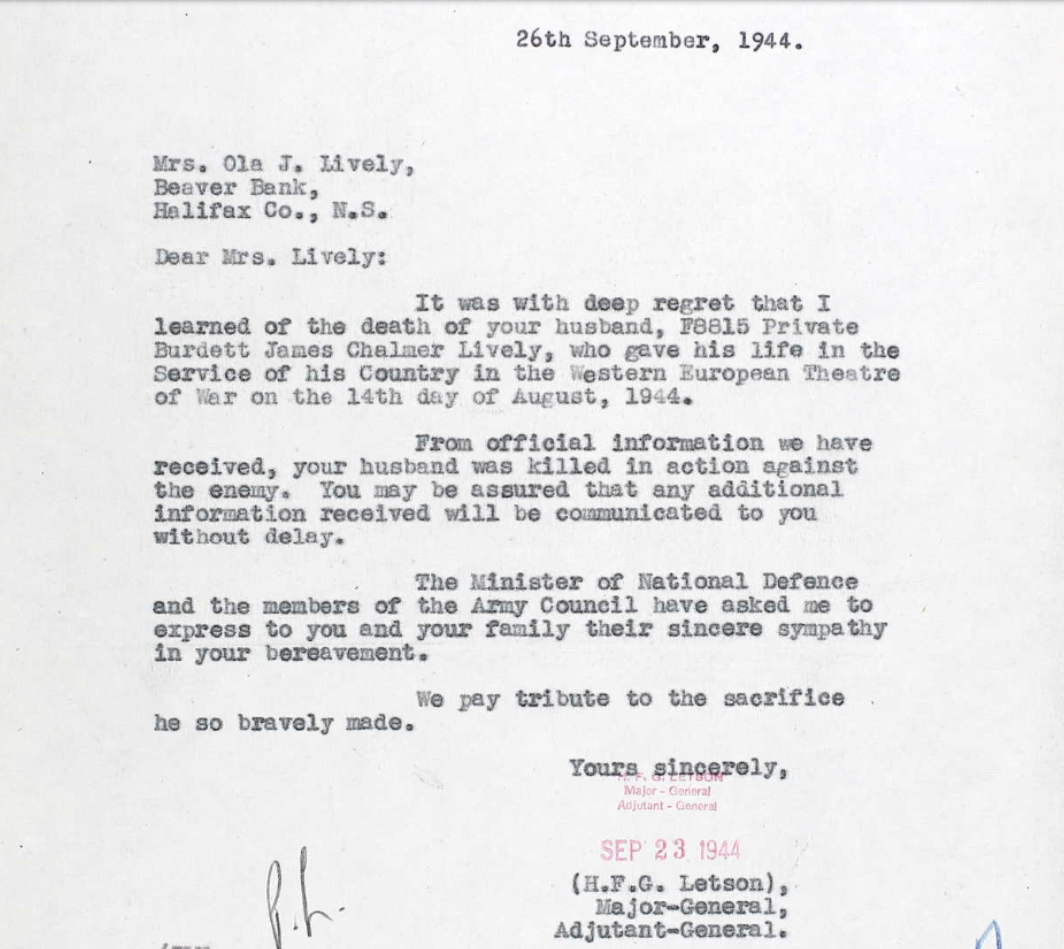 26th September, 1944.
Mrs. Ola J. Lively,
Beaver Bank,
Halifax Co., N.S.
Dear Mrs. Lively:
It was with deep regret that I
learned of the death of your husband, F8815 Private
Burdett James Chalmer Lively, who gave his life in the
Service of his Country in the Western European Theatre
of War on the 14th day of August, 1944.
From official information we have
received, your husband was killed in action against
the enemy. You may be assured that any additional
information received will be communicated to you
without delay.
The Minister of National Defence
and the members of the Army Council have asked me to
express to you and your family their sincere sympathy
in your bereavement.
We pay tribute to the sacrifice
he so bravely made.
Yours sincerely,
H. F. G. LETSON
Major - General
Adjutant - General
SEP 23 1944
(H.F.G. Letson),
Major-General,
Adjutant-General.